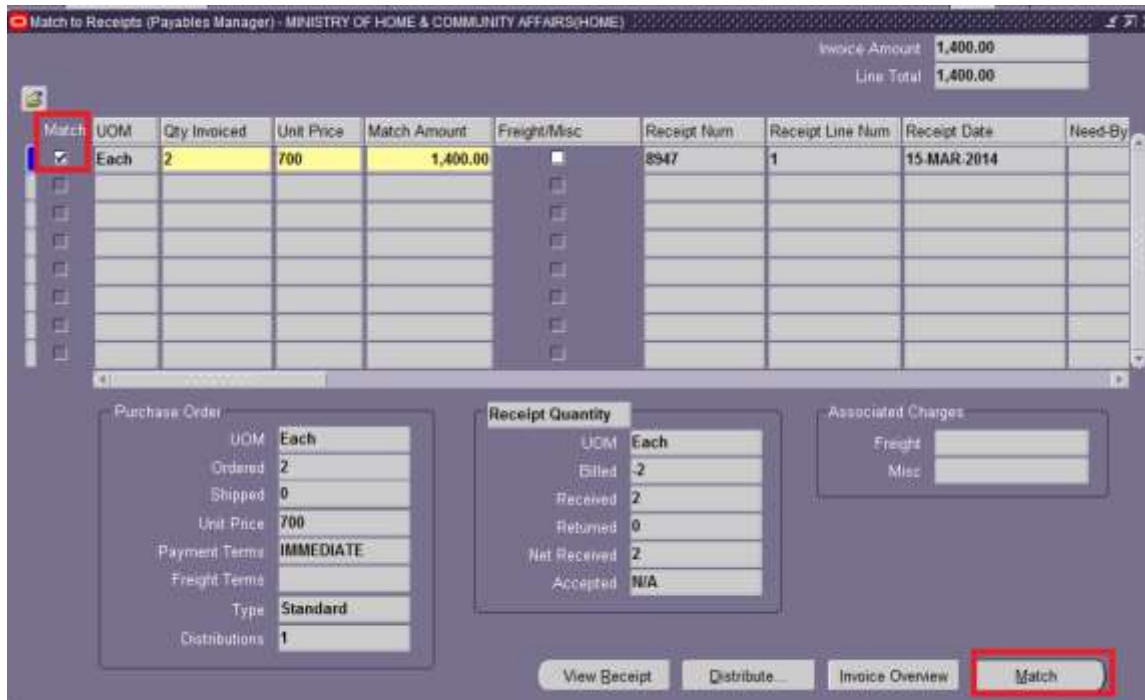 Match to Receipts (Payables Manager) - MINISTRY OF HOME & COMMUNITY AFFAIRS(HOME)
Invoice Amount 1,400.00
Line Total 1,400.00
Match UOM Qty Invoiced Unit Price Match Amount Freight/Misc Receipt Num Receipt Line Num Receipt Date Need-By
Each 2 700 1,400.00 8947 1 15-MAR-2014
Purchase Order
UOM Each
Ordered 2
Shipped 0
Unit Price 700
Payment Terms IMMEDIATE
Freight Terms
Type Standard
Distributions 1
Receipt Quantity
UOM Each
Billed -2
Received 2
Returned 0
Net Received 2
Accepted N/A
Associated Charges
Freight
Misc
View Receipt Distribute... Invoice Overview Match